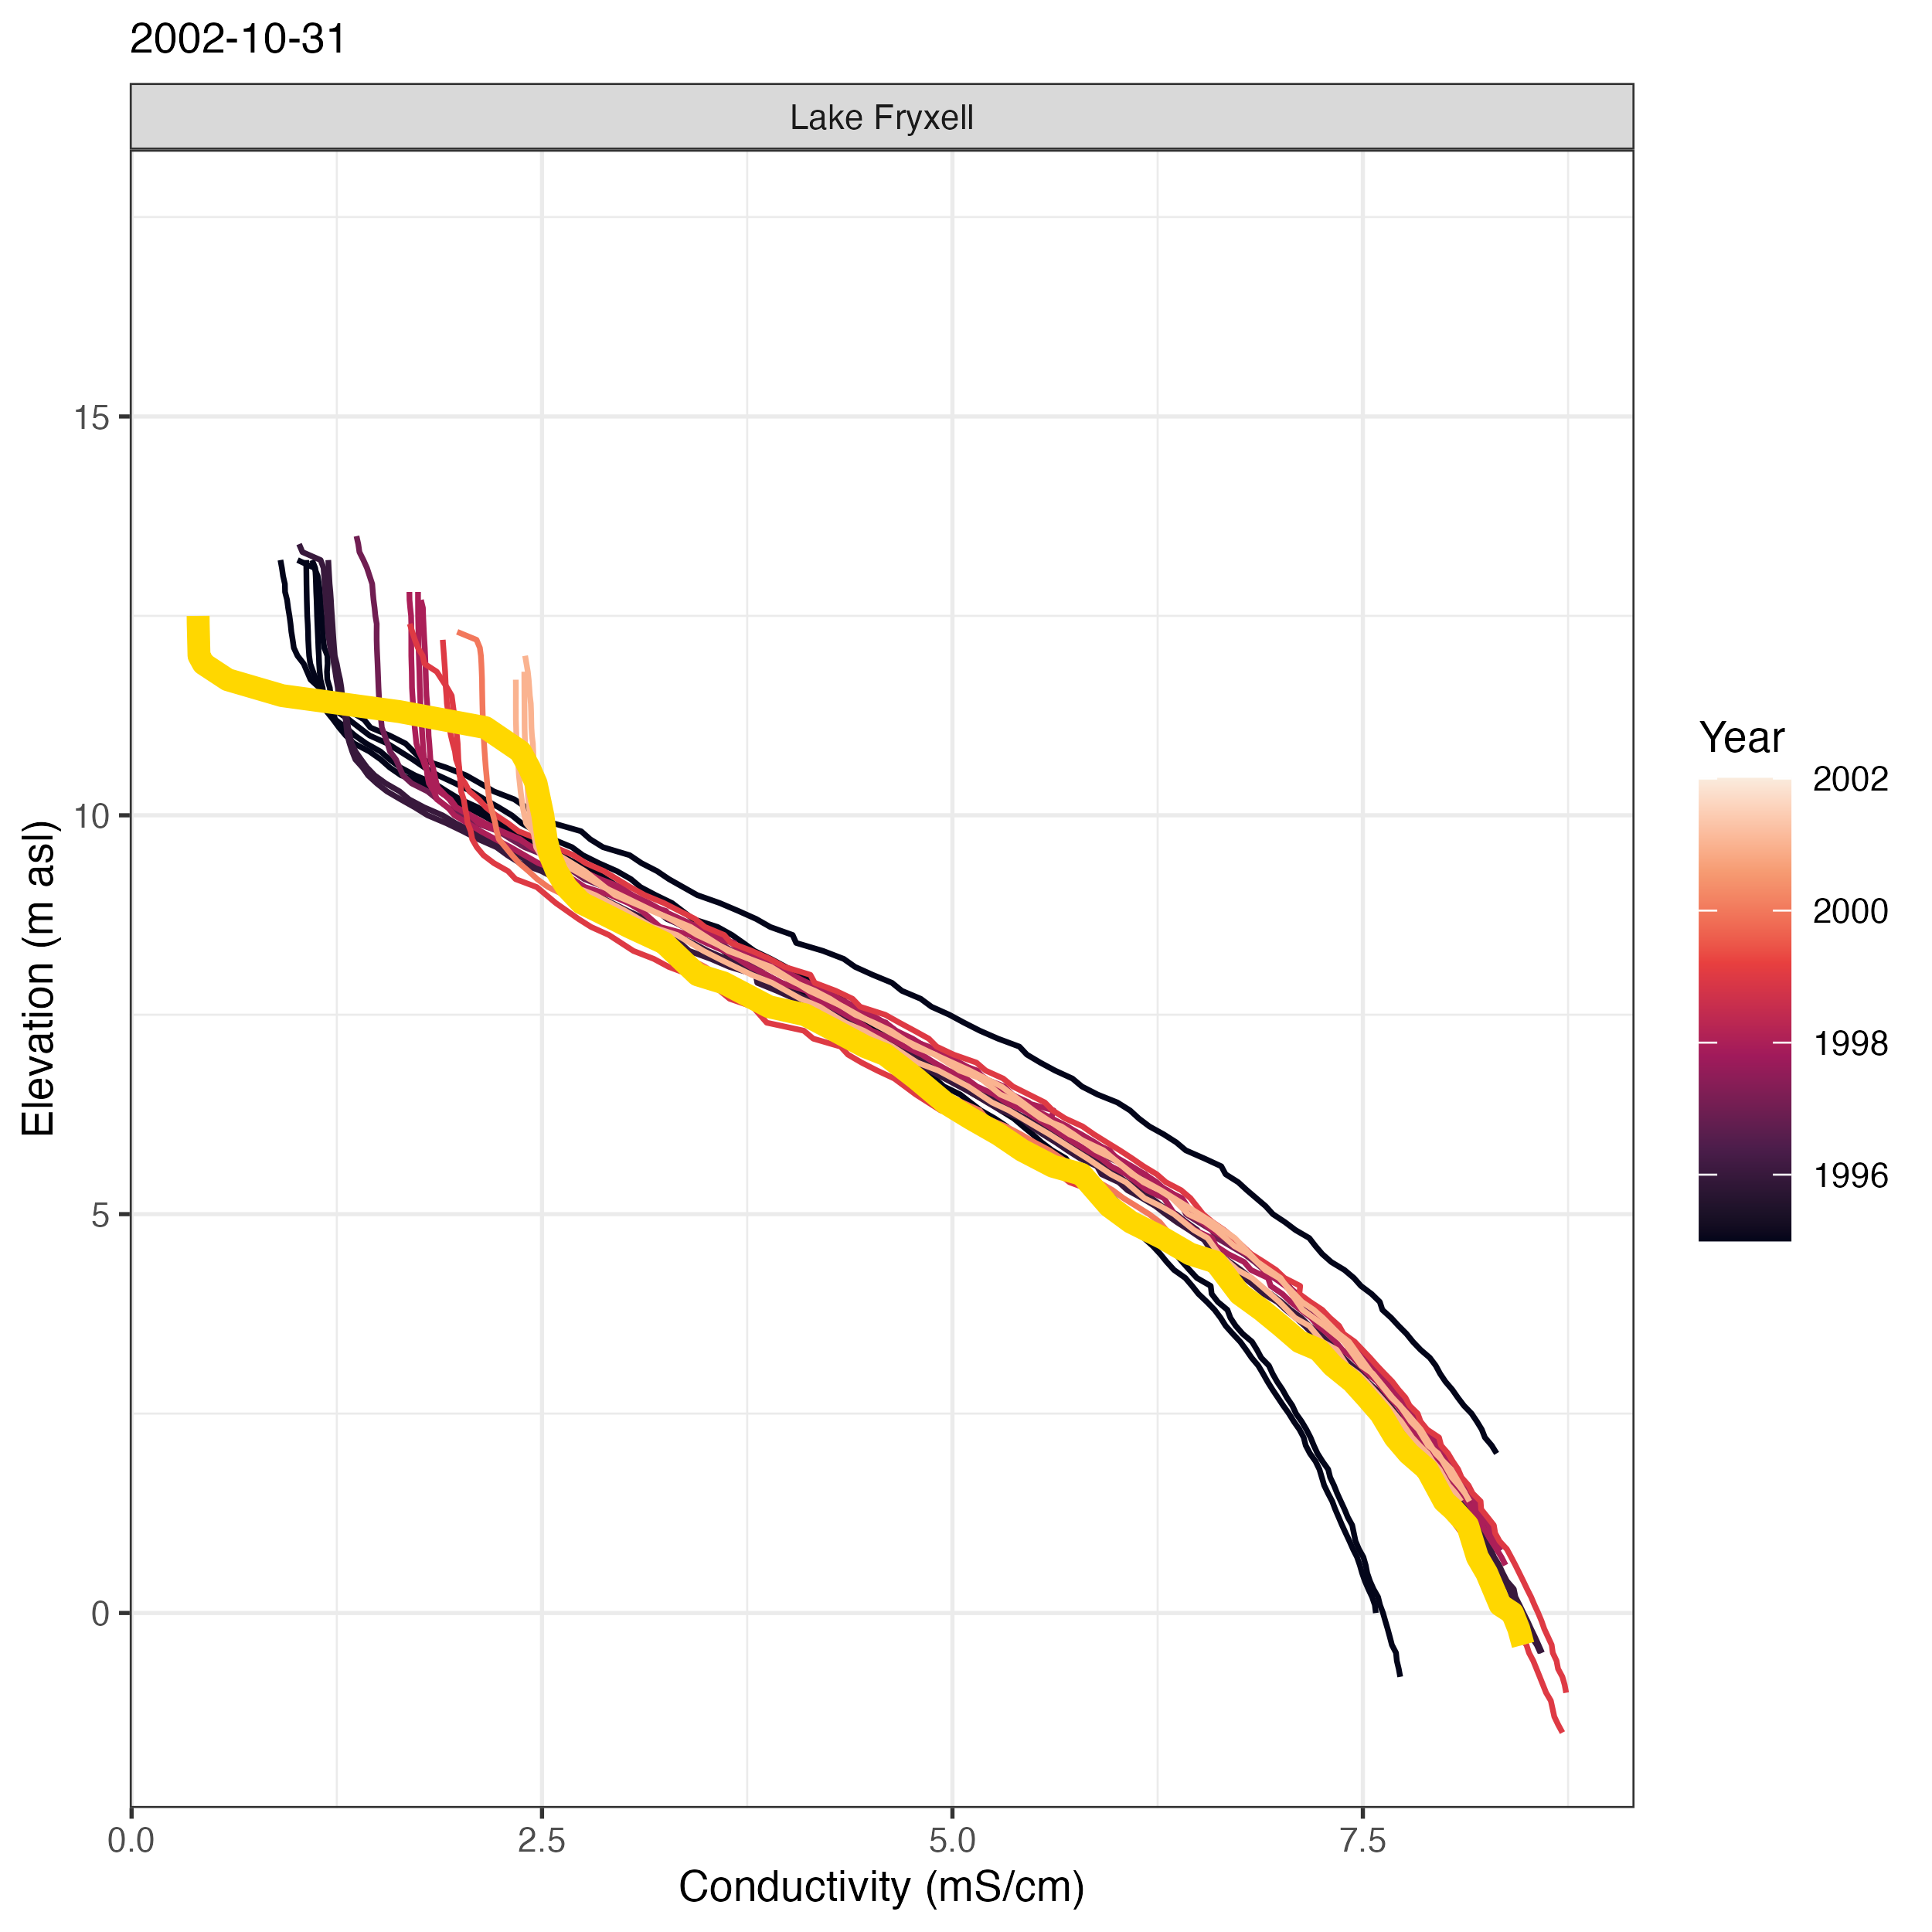 2002-10-31
Lake Fryxell
Elevation (m asl)
15
10
5
0
0.0 2.5 5.0 7.5
Conductivity (mS/cm)
Year
2002
2000
1998
1996